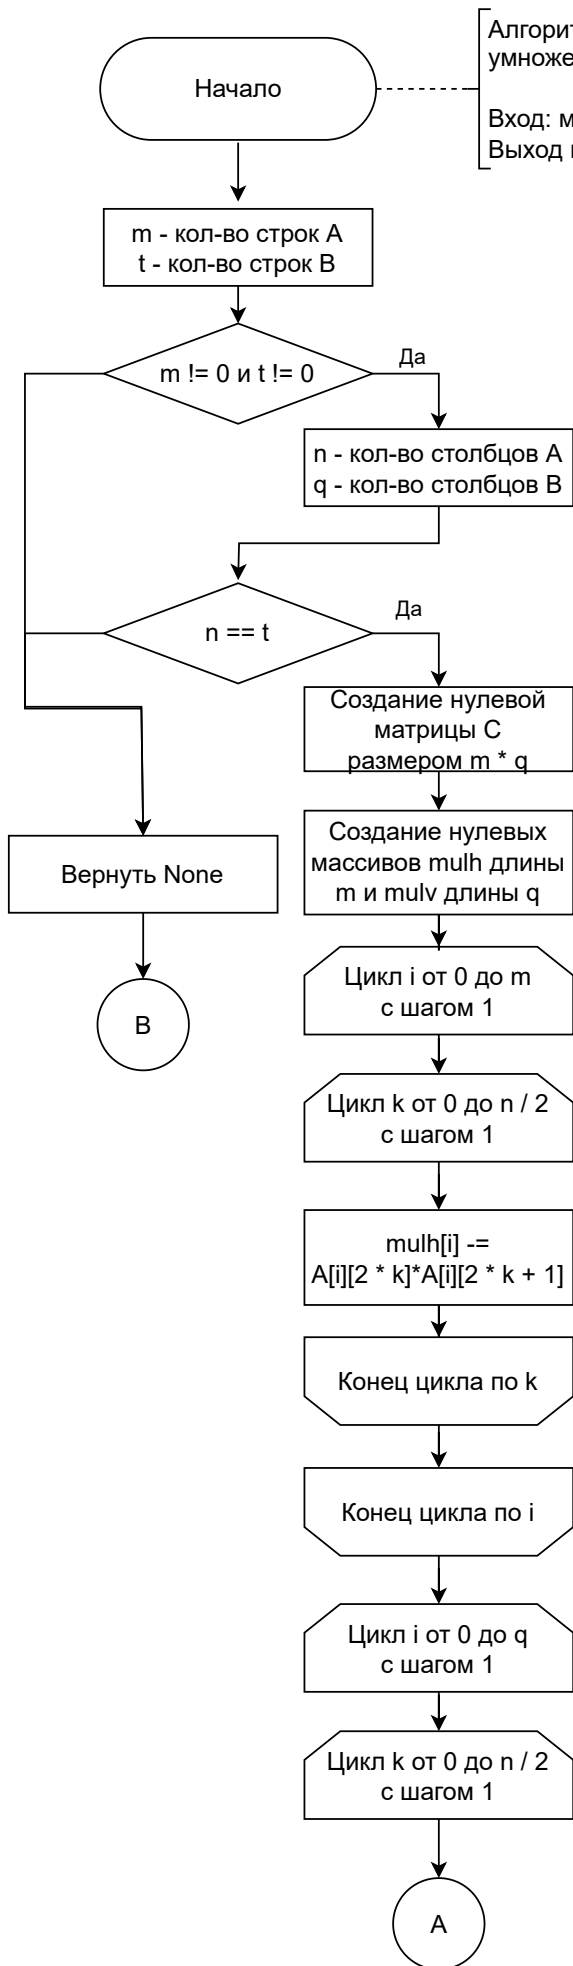 Начало
Вход:
Выход
m - кол-во строк A
t - кол-во строк B
m != 0 и t != 0
Да
n - кол-во столбцов A
q - кол-во столбцов B
n == t
Да
Создание нулевой
матрицы C
размером m * q
Создание нулевых
массивов mulh длины
m и mulv длины q
Вернуть None
B
Цикл i от 0 до m
с шагом 1
Цикл k от 0 до n / 2
с шагом 1
mulh[i] -=
A[i][2 * k]*A[i][2 * k + 1]
Конец цикла по k
Конец цикла по i
Цикл i от 0 до q
с шагом 1
Цикл k от 0 до n / 2
с шагом 1
A